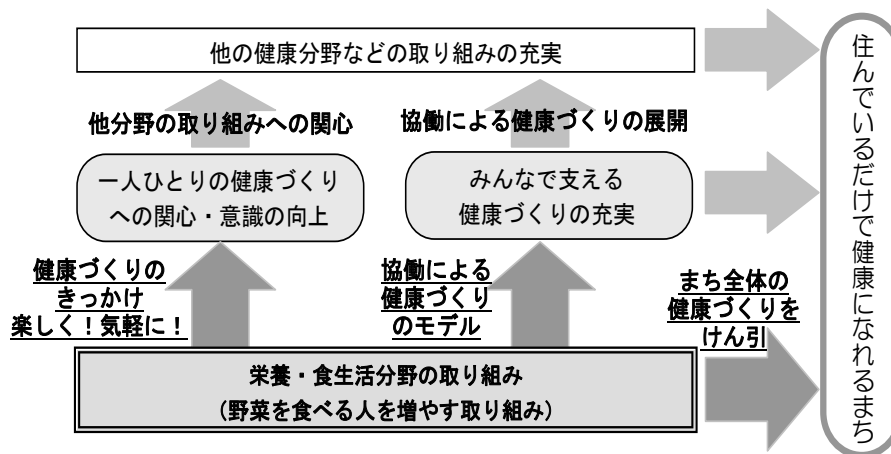 他の健康分野などの取り組みの充実
他分野の取り組みへの関心
協働による健康づくりの展開
一人ひとりの健康づくり
への関心・意識の向上
みんなで支える
健康づくりの充実
健康づくりの
きっかけ
楽しく！気軽に！
協働による
健康づくり
のモデル
まち全体の
健康づくりを
けん引
栄養・食生活分野の取り組み
（野菜を食べる人を増やす取り組み）
住んでいるだけで健康になれるまち